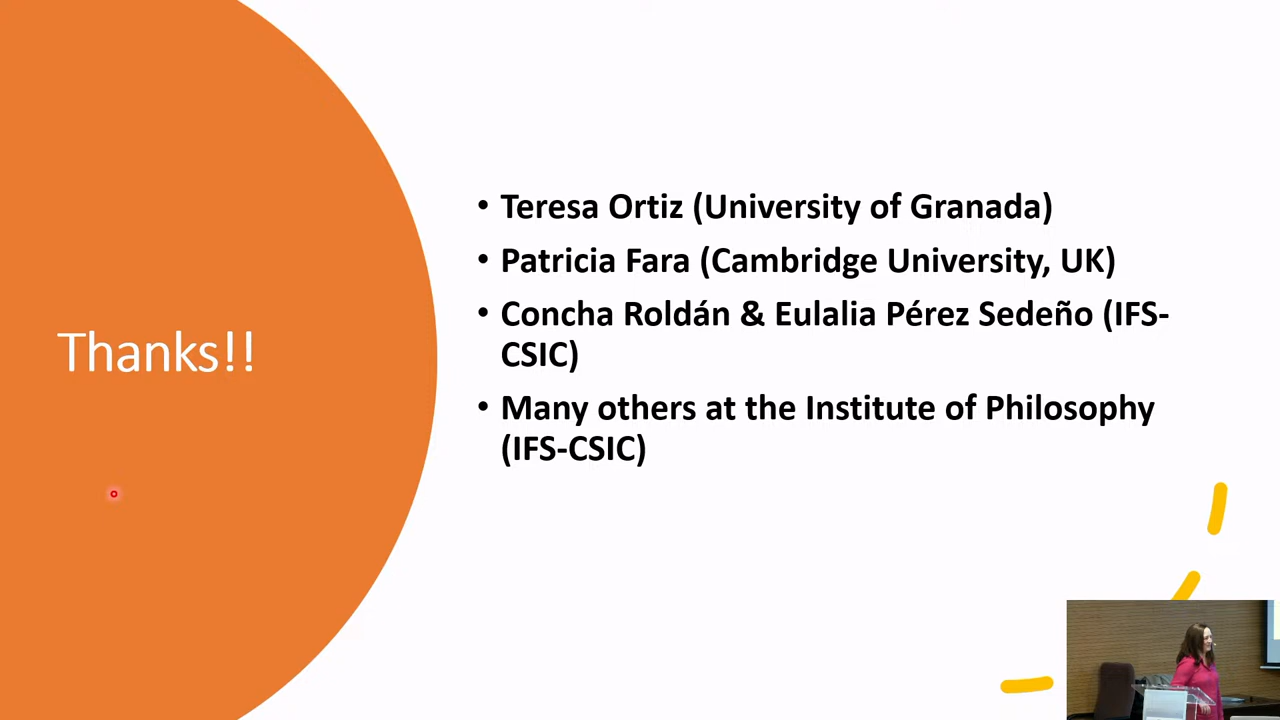 Thanks!!
• Teresa Ortiz (University of Granada)
• Patricia Fara (Cambridge University, UK)
• Concha Roldán & Eulalia Pérez Sedeño (IFS-
CSIC)
• Many others at the Institute of Philosophy
(IFS-CSIC)